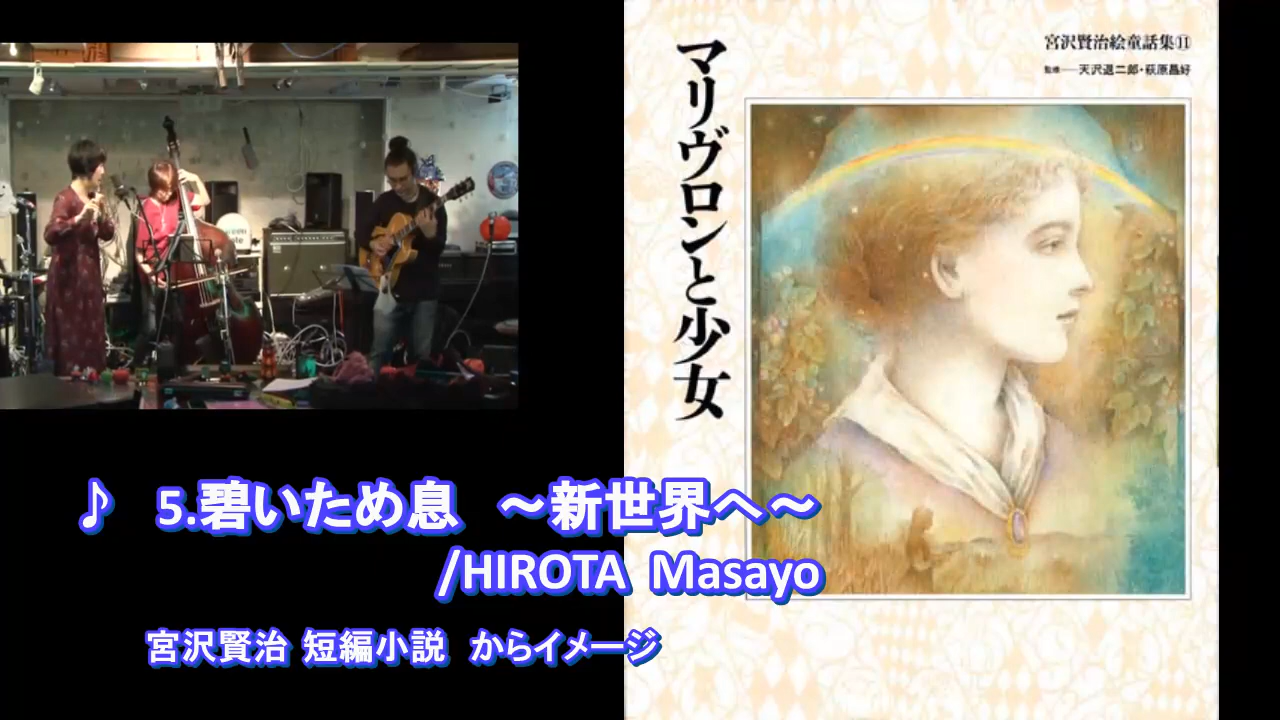 宮沢賢治絵童話集⑪
監修──天沢退二郎・萩原昌好
マリヴロンと少女
♪ 5.碧いため息 ～新世界へ～
/HIROTA Masayo
宮沢賢治 短編小説 からイメージ